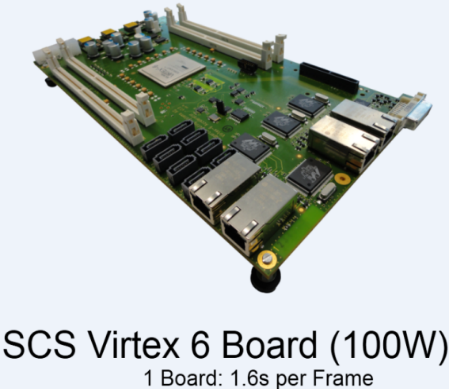 SCS Virtex 6 Board (100W)
1 Board: 1.6s per Frame